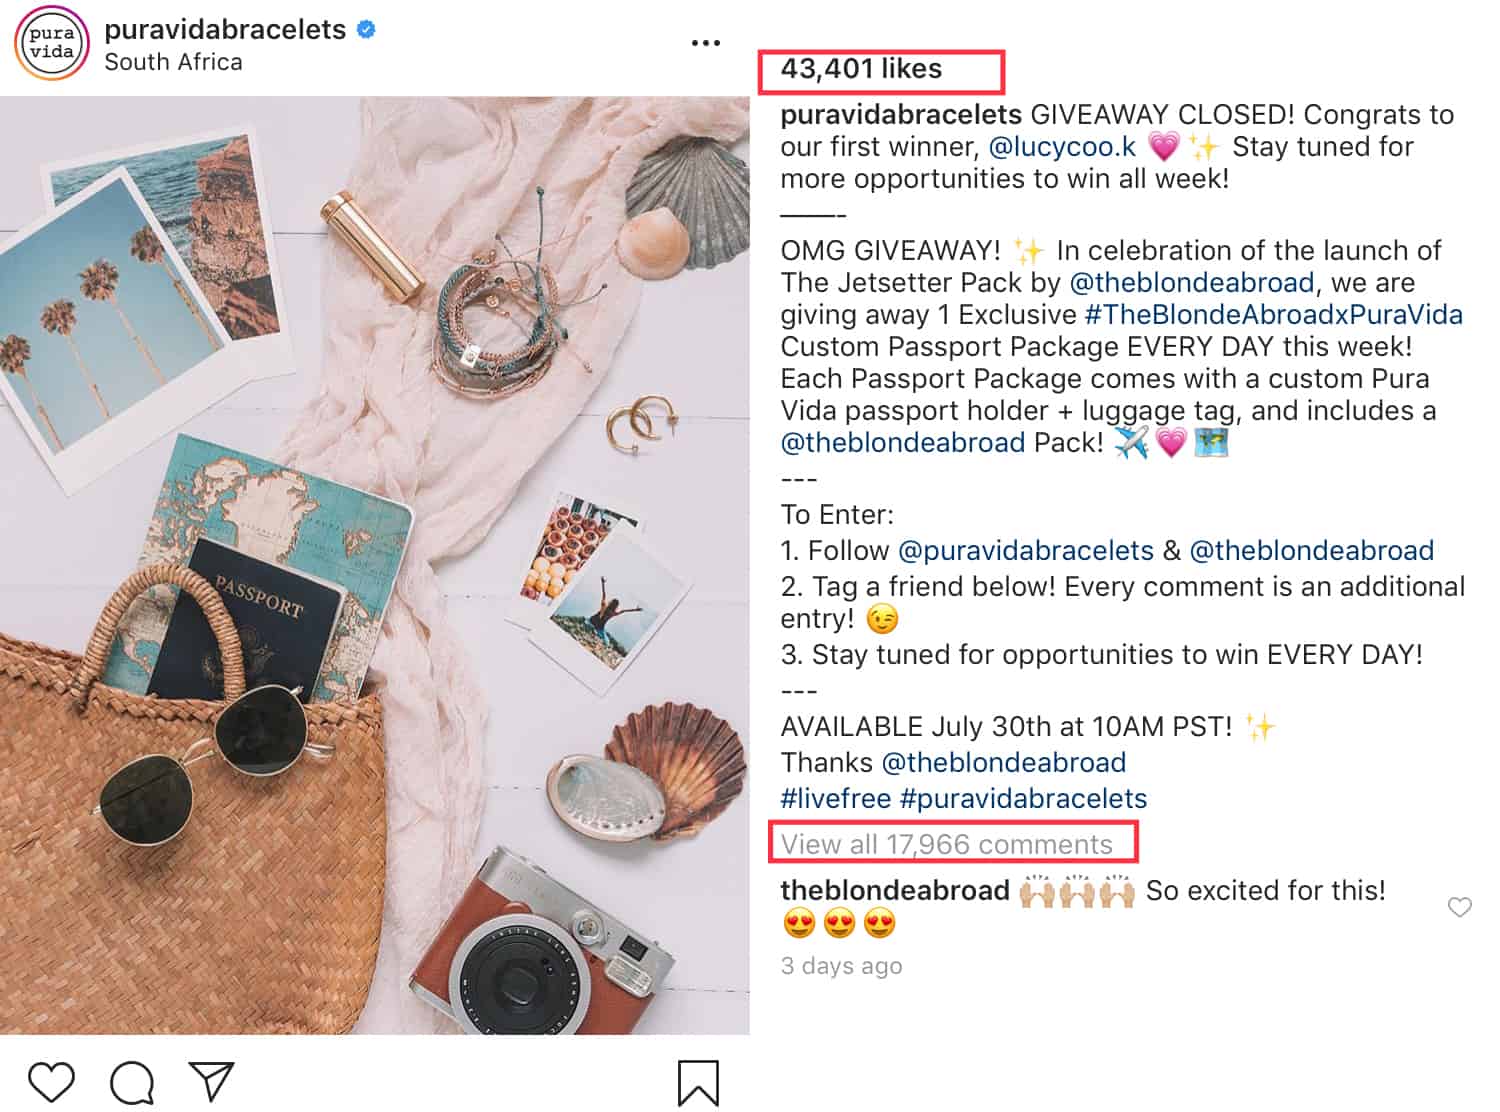 pura
vida
puravidabracelets
South Africa
PASSPORT
43,401 likes
puravidabracelets GIVEAWAY CLOSED! Congrats to
our first winner, @lucycoo.k 💗✨ Stay tuned for
more opportunities to win all week!
———-
OMG GIVEAWAY! ✨ In celebration of the launch of
The Jetsetter Pack by @theblondeabroad, we are
giving away 1 Exclusive #TheBlondeAbroadxPuraVida
Custom Passport Package EVERY DAY this week!
Each Passport Package comes with a custom Pura
Vida passport holder + luggage tag, and includes a
@theblondeabroad Pack! ✈️💗🗺️
---
To Enter:
1. Follow @puravidabracelets & @theblondeabroad
2. Tag a friend below! Every comment is an additional
entry! 😉
3. Stay tuned for opportunities to win EVERY DAY!
---
AVAILABLE July 30th at 10AM PST! ✨
Thanks @theblondeabroad
#livefree #puravidabracelets
View all 17,966 comments
theblondeabroad 🙌🏼🙌🏼🙌🏼 So excited for this!
😍😍😍
3 days ago